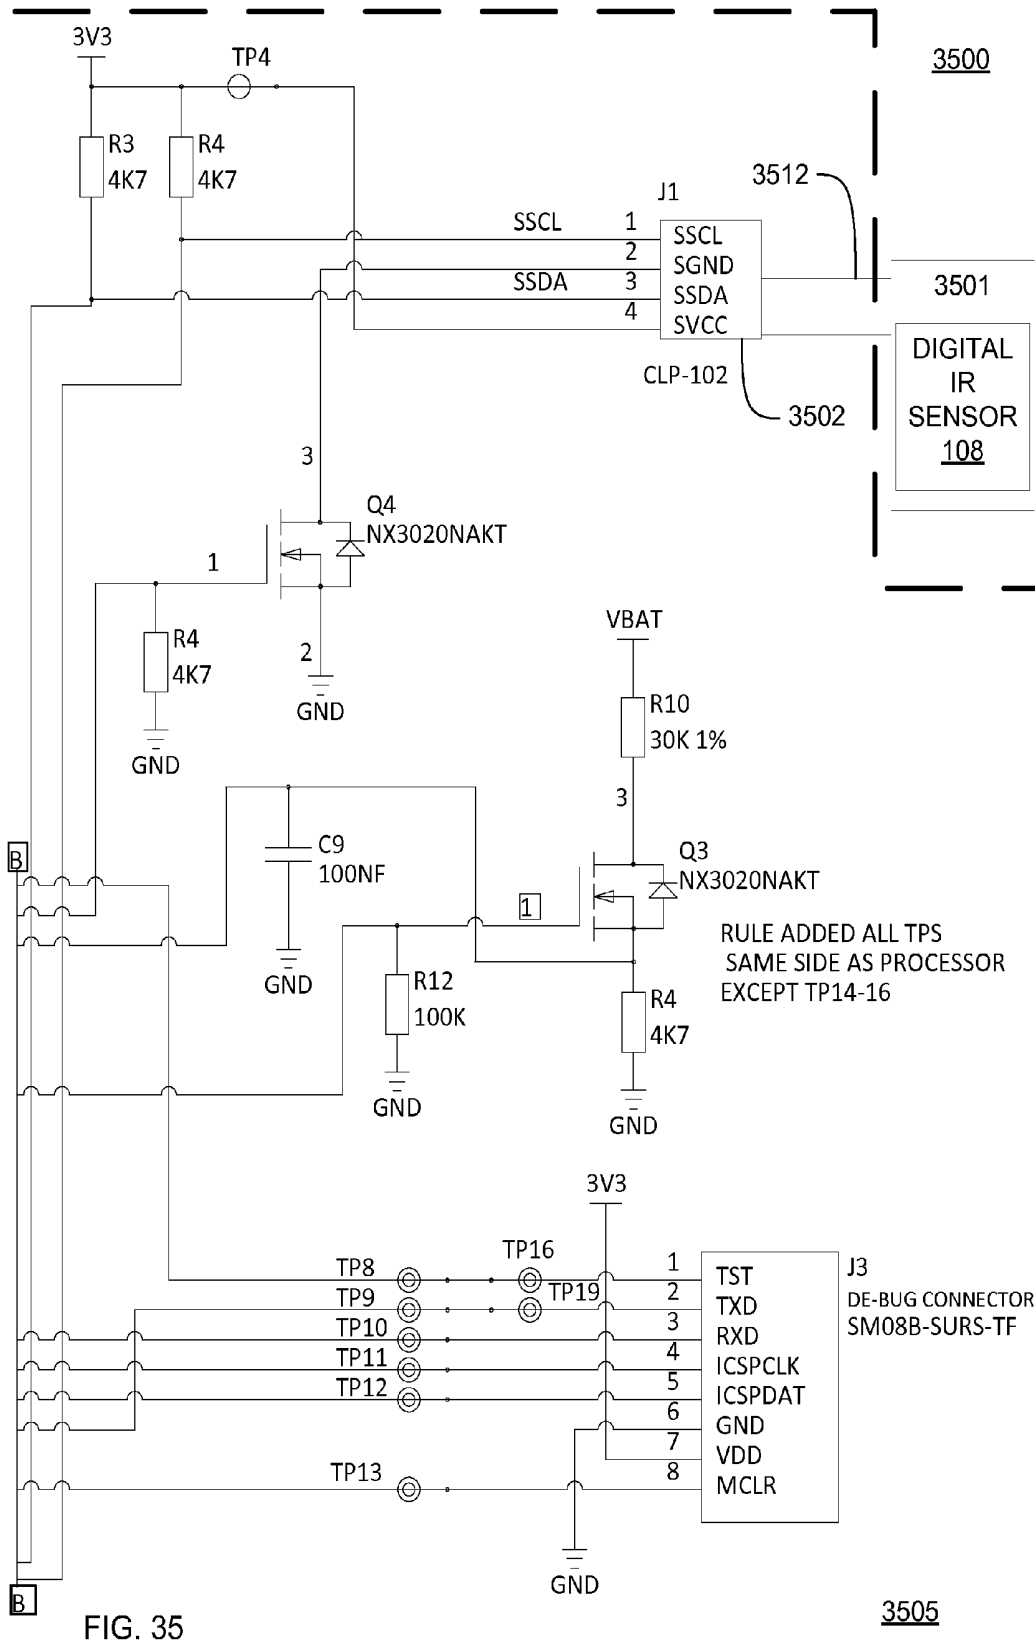 3V3
TP4
3500
R3
4K7
R4
4K7
3512
J1
SSCL
1
SSCL
2
SGND
SSDA
3
SSDA
4
SVCC
3501
CLP-102
3502
DIGITAL
IR
SENSOR
108
3
Q4
NX3020NAKT
1
R4
4K7
2
GND
GND
VBAT
R10
30K 1%
3
C9
100NF
GND
B
Q3
NX3020NAKT
1
RULE ADDED ALL TPS
SAME SIDE AS PROCESSOR
EXCEPT TP14-16
R12
100K
GND
R4
4K7
GND
3V3
TP8
TP16
1
TST
J3
TP9
TP19
2
TXD
DE-BUG CONNECTOR
SM08B-SURS-TF
TP10
3
RXD
TP11
4
ICSPCLK
TP12
5
ICSPDAT
6
GND
7
VDD
TP13
8
MCLR
GND
B
FIG. 35
3505